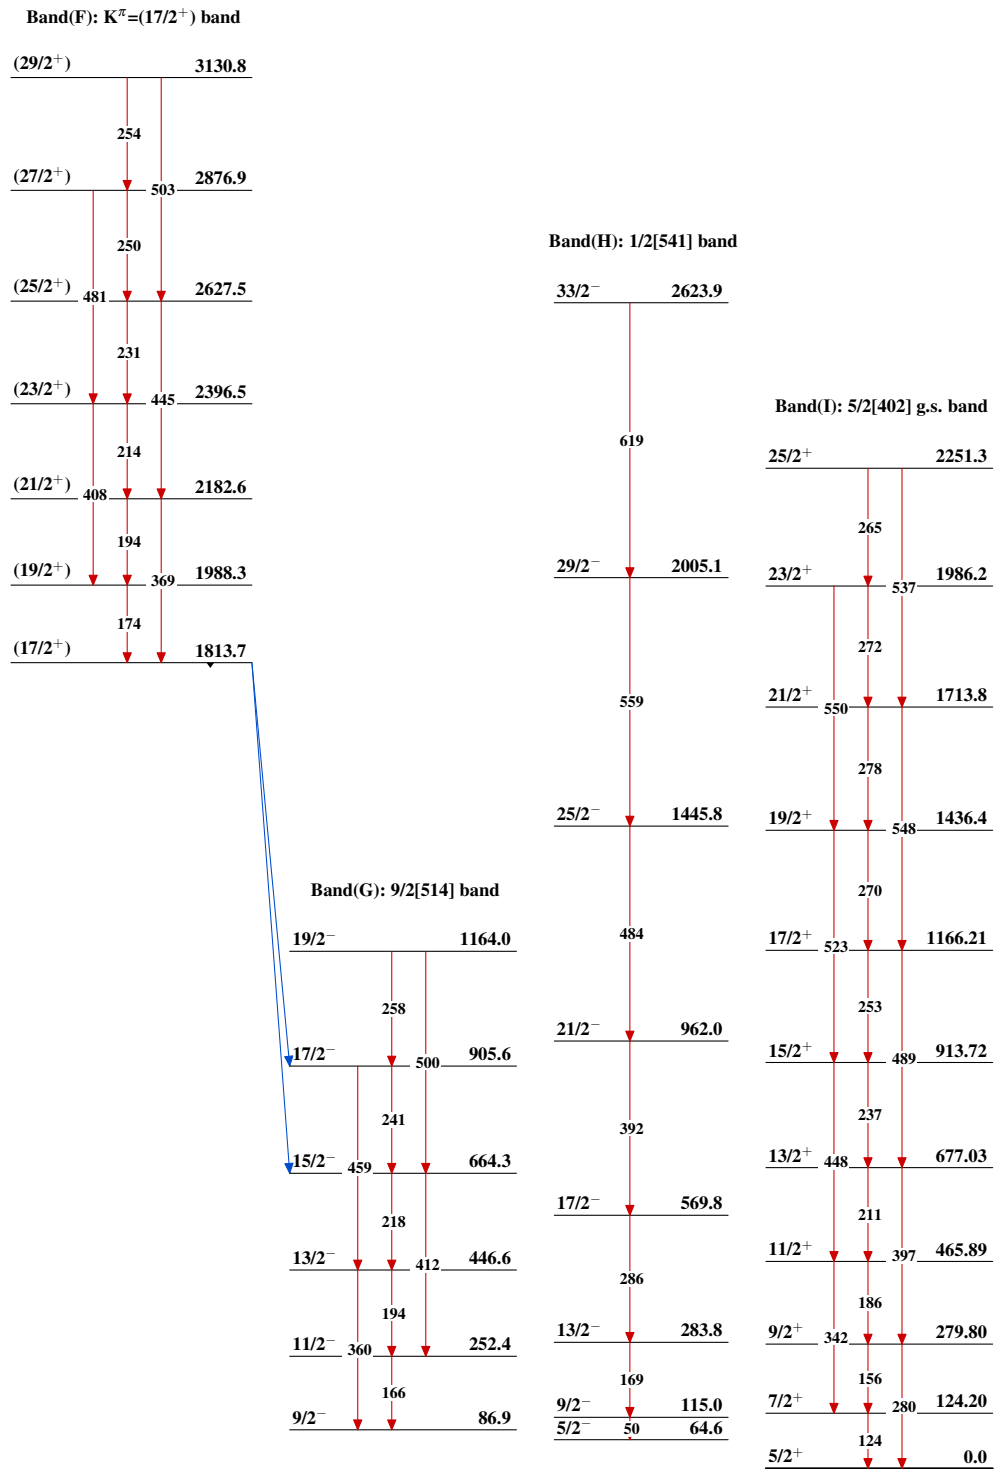 Band(F): K^π=(17/2⁺) band
(29/2⁺) 3130.8
254
(27/2⁺) 503 2876.9
250
(25/2⁺) 481 2627.5
231
(23/2⁺) 445 2396.5
214
(21/2⁺) 408 2182.6
194
(19/2⁺) 369 1988.3
174
(17/2⁺) 1813.7
Band(G): 9/2[514] band
19/2⁻ 1164.0
258
17/2⁻ 500 905.6
241
15/2⁻ 459 664.3
218
13/2⁻ 412 446.6
194
11/2⁻ 360 252.4
166
9/2⁻ 86.9
Band(H): 1/2[541] band
33/2⁻ 2623.9
619
29/2⁻ 2005.1
559
25/2⁻ 1445.8
484
21/2⁻ 962.0
392
17/2⁻ 569.8
286
13/2⁻ 283.8
169
9/2⁻ 115.0
5/2⁻ 50 64.6
Band(I): 5/2[402] g.s. band
25/2⁺ 2251.3
265
23/2⁺ 537 1986.2
272
21/2⁺ 550 1713.8
278
19/2⁺ 548 1436.4
270
17/2⁺ 523 1166.21
253
15/2⁺ 489 913.72
237
13/2⁺ 448 677.03
211
11/2⁺ 397 465.89
186
9/2⁺ 342 279.80
156
7/2⁺ 280 124.20
124
5/2⁺ 0.0